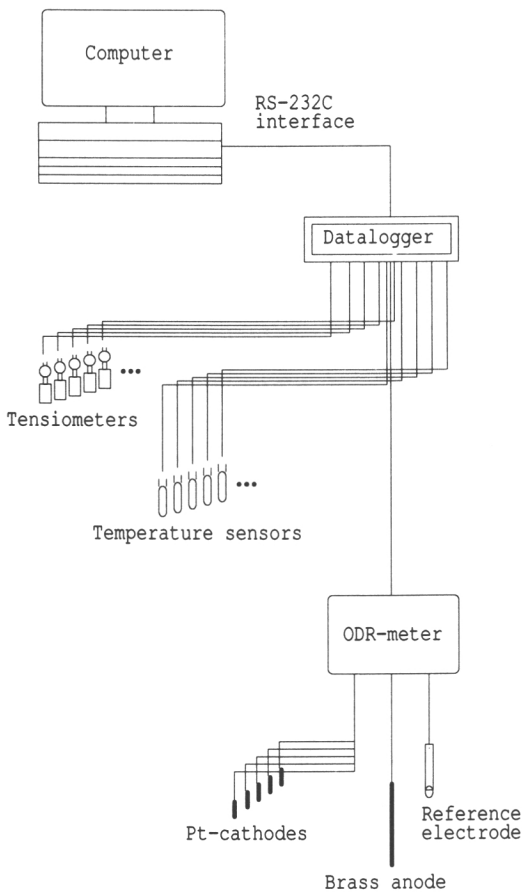 Computer
RS-232C
interface
Datalogger
Tensiometers
Temperature sensors
ODR-meter
Pt-cathodes
Reference
electrode
Brass anode